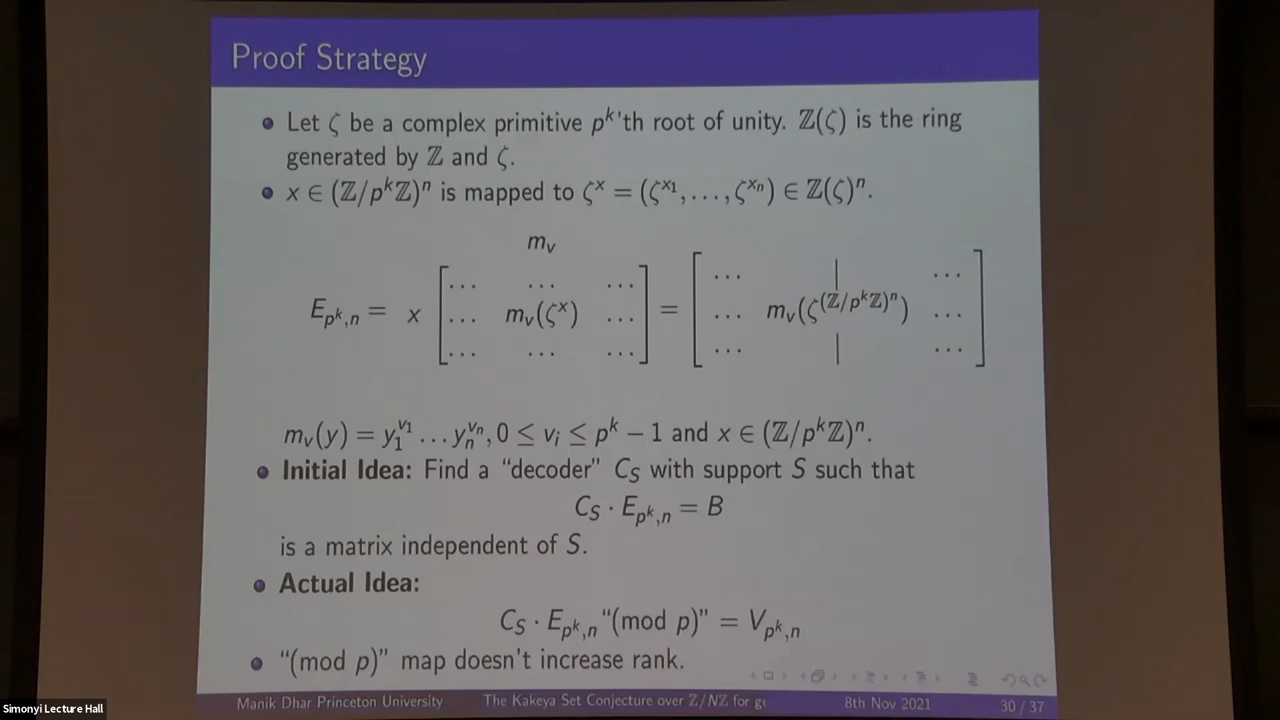 Proof Strategy
Let ζ be a complex primitive p^k'th root of unity. ℤ(ζ) is the ring
generated by ℤ and ζ.
x ∈ (ℤ/p^kℤ)^n is mapped to ζ^x = (ζ^{x_1}, . . . , ζ^{x_n}) ∈ ℤ(ζ)^n.
m_v
... ... ... | ...
E_{p^k,n} = x [ ... m_v(ζ^x) ... ] = [ ... m_v(ζ^{(ℤ/p^kℤ)^n}) ... ]
... ... ... ... | ...
m_v(y) = y_1^{v_1} . . . y_n^{v_n}, 0 ≤ v_i ≤ p^k − 1 and x ∈ (ℤ/p^kℤ)^n.
Initial Idea: Find a “decoder” C_S with support S such that
C_S · E_{p^k,n} = B
is a matrix independent of S.
Actual Idea:
C_S · E_{p^k,n} “(mod p)” = V_{p^k,n}
“(mod p)” map doesn't increase rank.
Manik Dhar Princeton University The Kakeya Set Conjecture over ℤ/Nℤ for ge 8th Nov 2021 30 / 37
Simonyi Lecture Hall